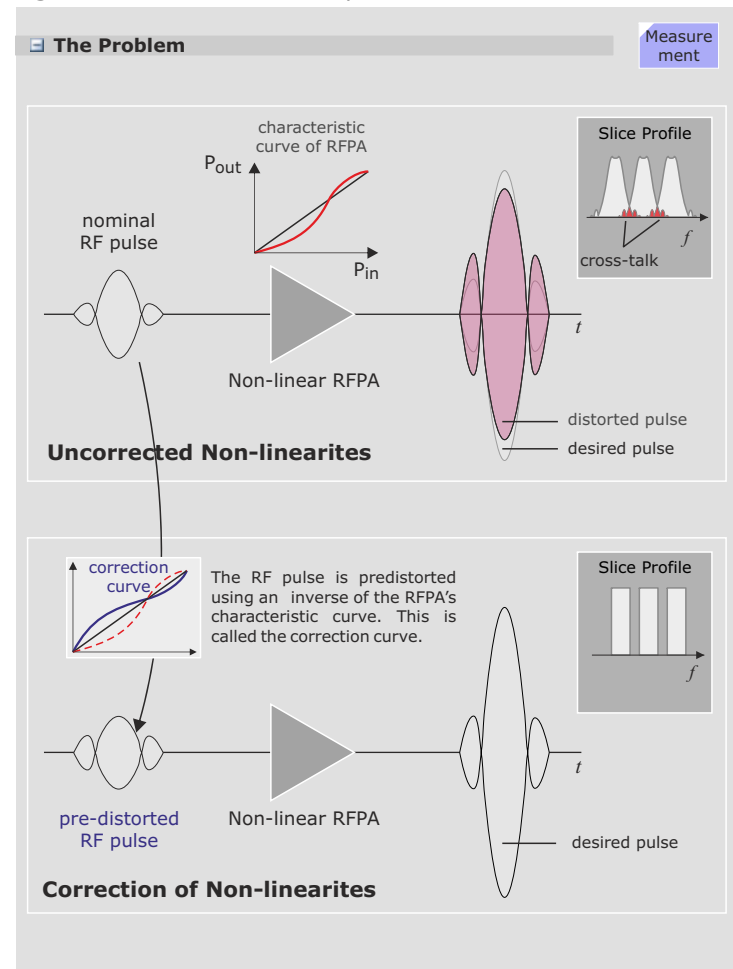 The Problem
Measure
ment
characteristic
curve of RFPA
Pout
Pin
nominal
RF pulse
Non-linear RFPA
Slice Profile
f
cross-talk
t
distorted pulse
desired pulse
Uncorrected Non-linearites
correction
curve
The RF pulse is predistorted
using an inverse of the RFPA's
characteristic curve. This is
called the correction curve.
Slice Profile
f
t
pre-distorted
RF pulse
Non-linear RFPA
desired pulse
Correction of Non-linearites